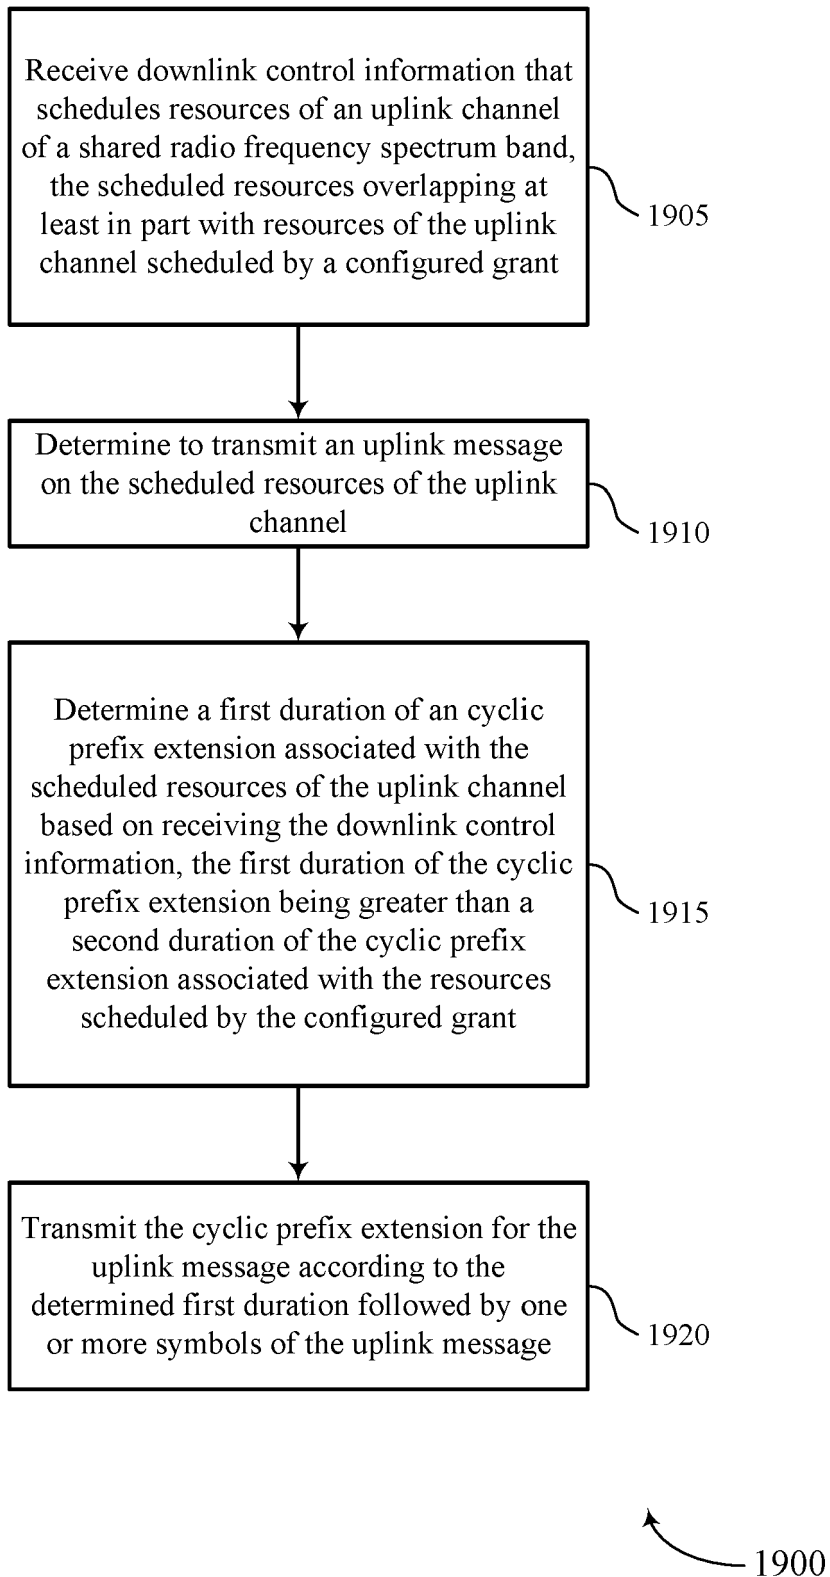 Receive downlink control information that
schedules resources of an uplink channel
of a shared radio frequency spectrum band,
the scheduled resources overlapping at
least in part with resources of the uplink
channel scheduled by a configured grant
1905
Determine to transmit an uplink message
on the scheduled resources of the uplink
channel
1910
Determine a first duration of an cyclic
prefix extension associated with the
scheduled resources of the uplink channel
based on receiving the downlink control
information, the first duration of the cyclic
prefix extension being greater than a
second duration of the cyclic prefix
extension associated with the resources
scheduled by the configured grant
1915
Transmit the cyclic prefix extension for the
uplink message according to the
determined first duration followed by one
or more symbols of the uplink message
1920
1900